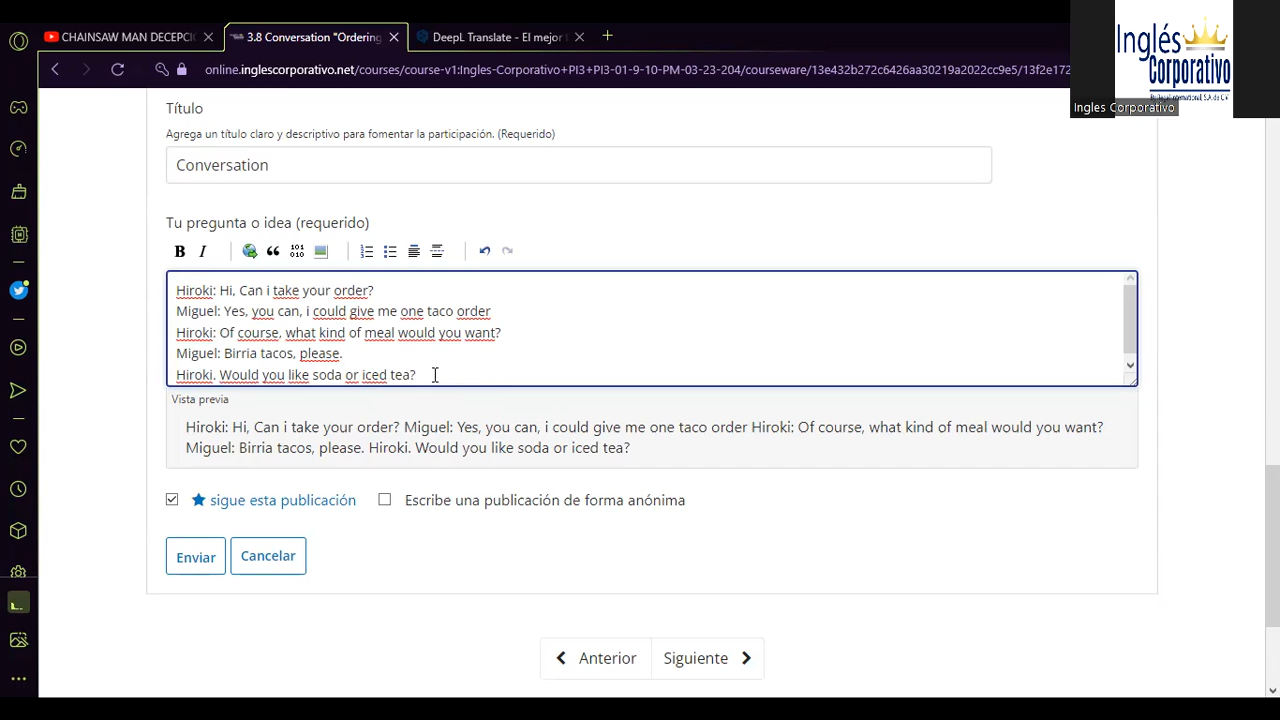 CHAINSAW MAN DECEPCI
3.8 Conversation "Ordering
DeepL Translate - El mejor
online.inglescorporativo.net/courses/course-v1:Ingles-Corporativo+PI3+PI3-01-9-10-PM-03-23-204/courseware/13e432b272c6426aa30219a2022cc9e5/13f2e172
Inglés
Corporativo
Ingles Corporativo
Título
Agrega un título claro y descriptivo para fomentar la participación. (Requerido)
Conversation
Tu pregunta o idea (requerido)
B I
Hiroki: Hi, Can i take your order?
Miguel: Yes, you can, i could give me one taco order
Hiroki: Of course, what kind of meal would you want?
Miguel: Birria tacos, please.
Hiroki. Would you like soda or iced tea?
Vista previa
Hiroki: Hi, Can i take your order? Miguel: Yes, you can, i could give me one taco order Hiroki: Of course, what kind of meal would you want?
Miguel: Birria tacos, please. Hiroki. Would you like soda or iced tea?
sigue esta publicación
Escribe una publicación de forma anónima
Enviar
Cancelar
Anterior
Siguiente